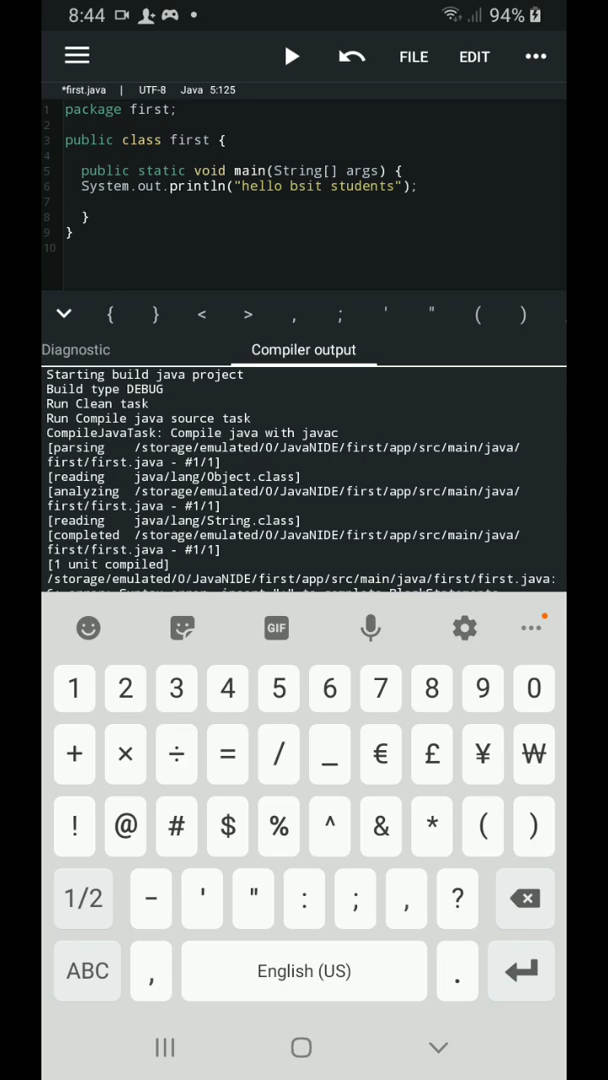 8:44 94%
FILE EDIT
*first.java | UTF-8 Java 5:125
1 package first;
2
3 public class first {
4
5 public static void main(String[] args) {
6 System.out.println("hello bsit students");
7
8 }
9 }
10
{ } < > , ; ' " ( )
Diagnostic Compiler output
Starting build java project
Build type DEBUG
Run Clean task
Run Compile java source task
CompileJavaTask: Compile java with javac
[parsing /storage/emulated/0/JavaNIDE/first/app/src/main/java/
first/first.java - #1/1]
[reading java/lang/Object.class]
[analyzing /storage/emulated/0/JavaNIDE/first/app/src/main/java/
first/first.java - #1/1]
[reading java/lang/String.class]
[completed /storage/emulated/0/JavaNIDE/first/app/src/main/java/
first/first.java - #1/1]
[1 unit compiled]
/storage/emulated/0/JavaNIDE/first/app/src/main/java/first/first.java:
GIF
1 2 3 4 5 6 7 8 9 0
+ × ÷ = / _ € £ ¥ ₩
! @ # $ % ^ & * ( )
1/2 - ' " : ; , ?
ABC , English (US) .